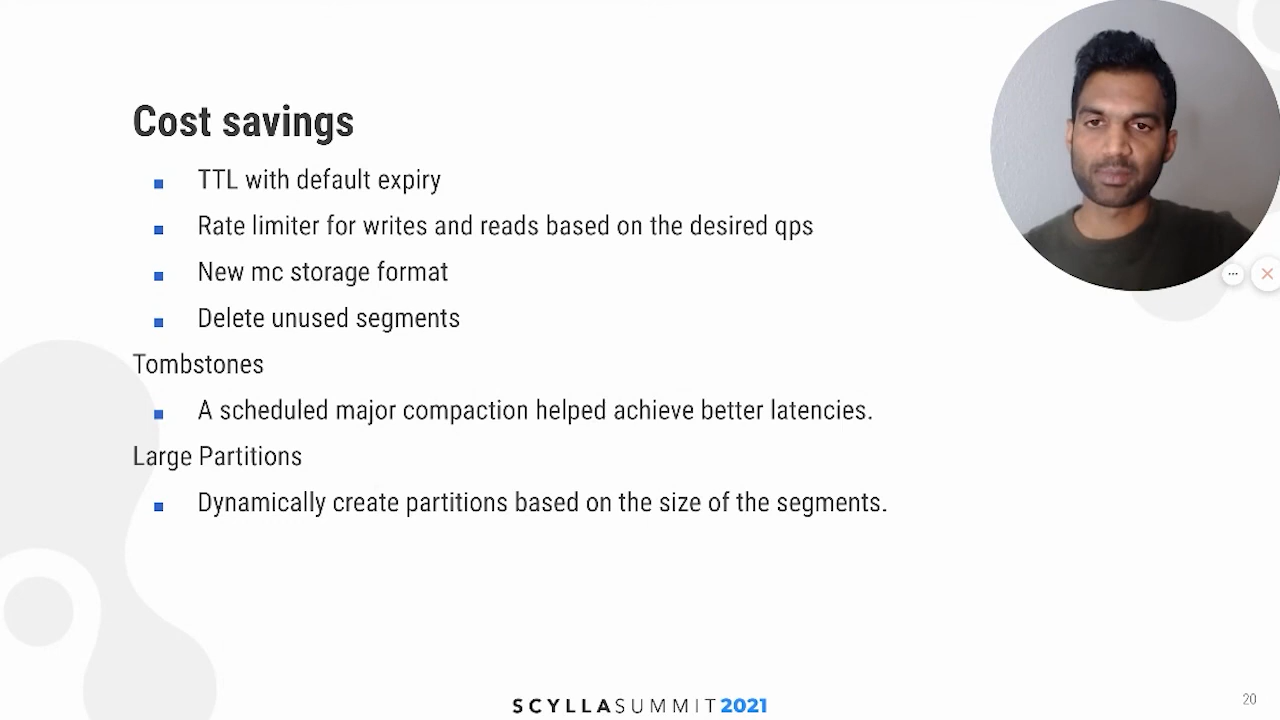 Cost savings
TTL with default expiry
Rate limiter for writes and reads based on the desired qps
New mc storage format
Delete unused segments
Tombstones
A scheduled major compaction helped achieve better latencies.
Large Partitions
Dynamically create partitions based on the size of the segments.
SCYLLASUMMIT2021
20